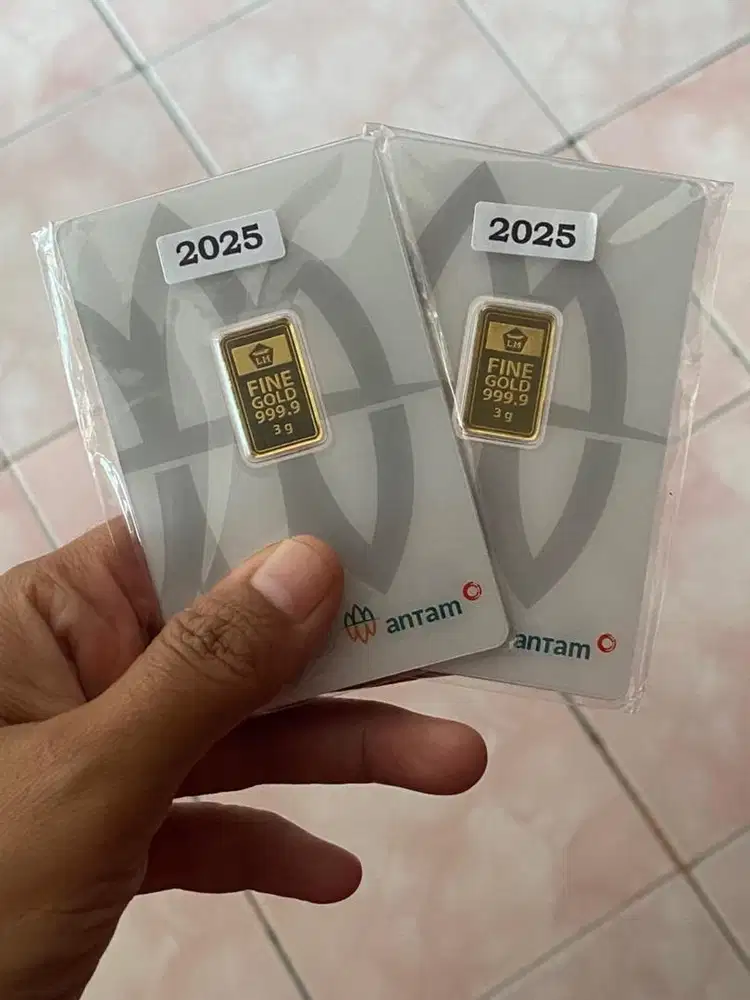 2025
LM
FINE
GOLD
999.9
3 g
antam
2025
LM
FINE
GOLD
999.9
3 g
antam